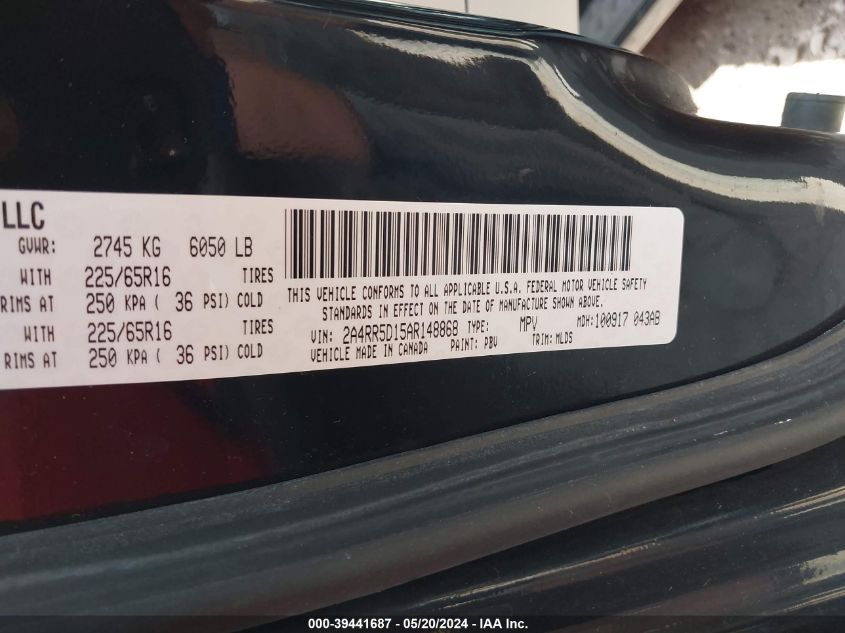 LLC
GVWR: 2745 KG 6050 LB
WITH 225/65R16 TIRES
RIMS AT 250 KPA ( 36 PSI) COLD
WITH 225/65R16 TIRES
RIMS AT 250 KPA ( 36 PSI) COLD
THIS VEHICLE CONFORMS TO ALL APPLICABLE U.S.A. FEDERAL MOTOR VEHICLE SAFETY
STANDARDS IN EFFECT ON THE DATE OF MANUFACTURE SHOWN ABOVE.
VIN: 2A4RR5D15AR148868 TYPE: MPV MDH: 100917 043AB
VEHICLE MADE IN CANADA PAINT: PBV TRIM: MLDS
000-39441687 - 05/20/2024 - IAA Inc.